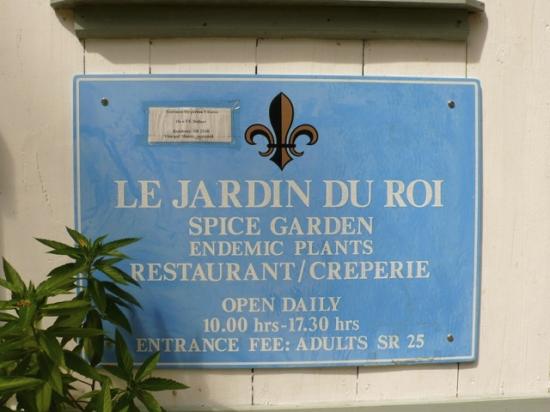 LE JARDIN DU ROI
SPICE GARDEN
ENDEMIC PLANTS
RESTAURANT/CREPERIE
OPEN DAILY
10.00 hrs-17.30 hrs
ENTRANCE FEE: ADULTS SR 25